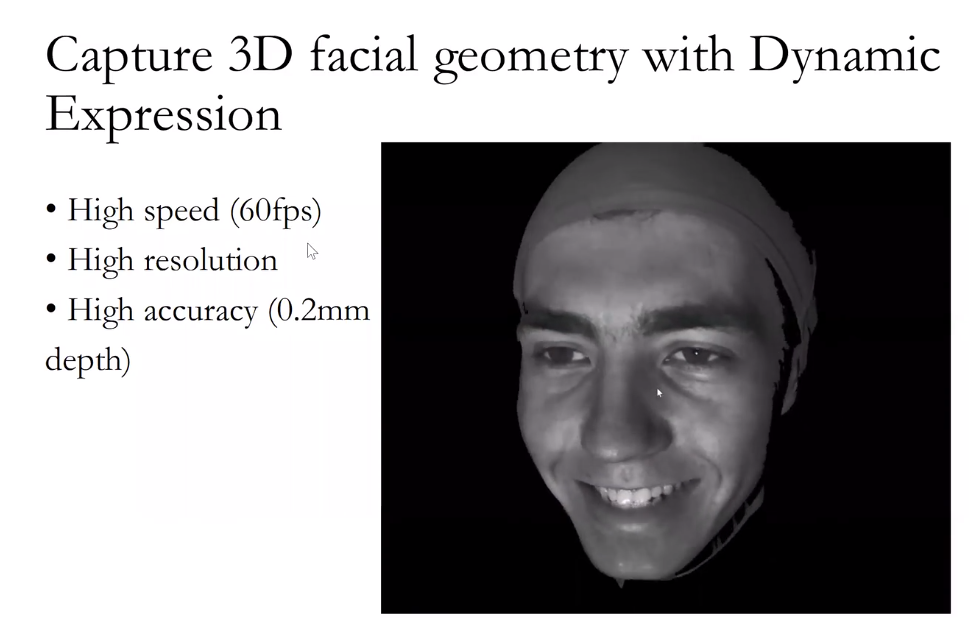 Capture 3D facial geometry with Dynamic
Expression
• High speed (60fps)
• High resolution
• High accuracy (0.2mm
depth)